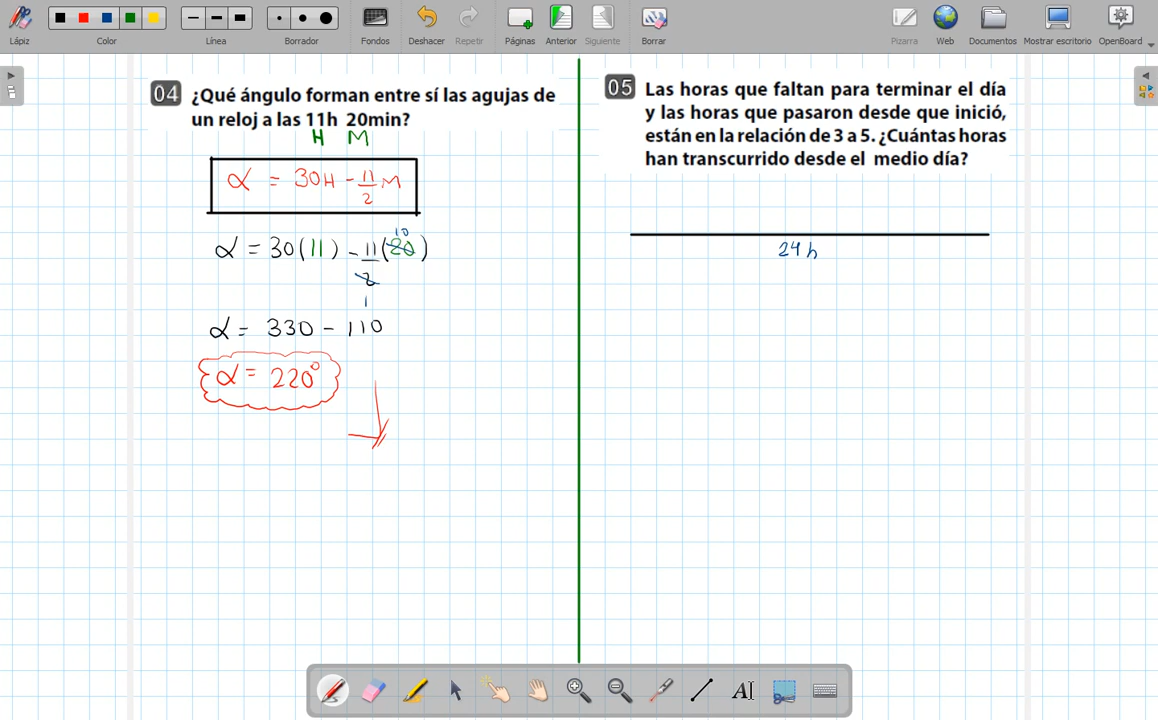 Lápiz
Color
Línea
Borrador
Fondos
Deshacer
Repetir
Páginas
Anterior
Siguiente
Borrar
Pizarra
Web
Documentos
Mostrar escritorio
OpenBoard
04 ¿Qué ángulo forman entre sí las agujas de
un reloj a las 11h 20min?
H M
α = 30H - 11/2 M
α = 30(11) - 11/2 (20)
10
1
α = 330 - 110
α = 220°
05 Las horas que faltan para terminar el día
y las horas que pasaron desde que inició,
están en la relación de 3 a 5. ¿Cuántas horas
han transcurrido desde el medio día?
24 h